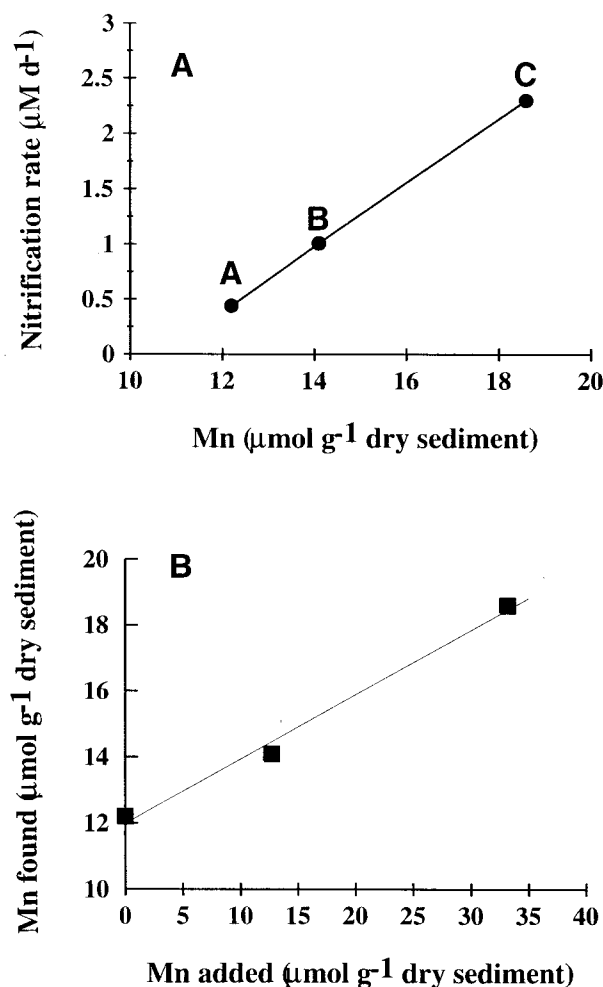 Nitrification rate (μM d-1)
3
2.5
2
1.5
1
0.5
0
A
A
B
C
10 12 14 16 18 20
Mn (μmol g-1 dry sediment)
Mn found (μmol g-1 dry sediment)
20
18
16
14
12
10
B
0 5 10 15 20 25 30 35 40
Mn added (μmol g-1 dry sediment)